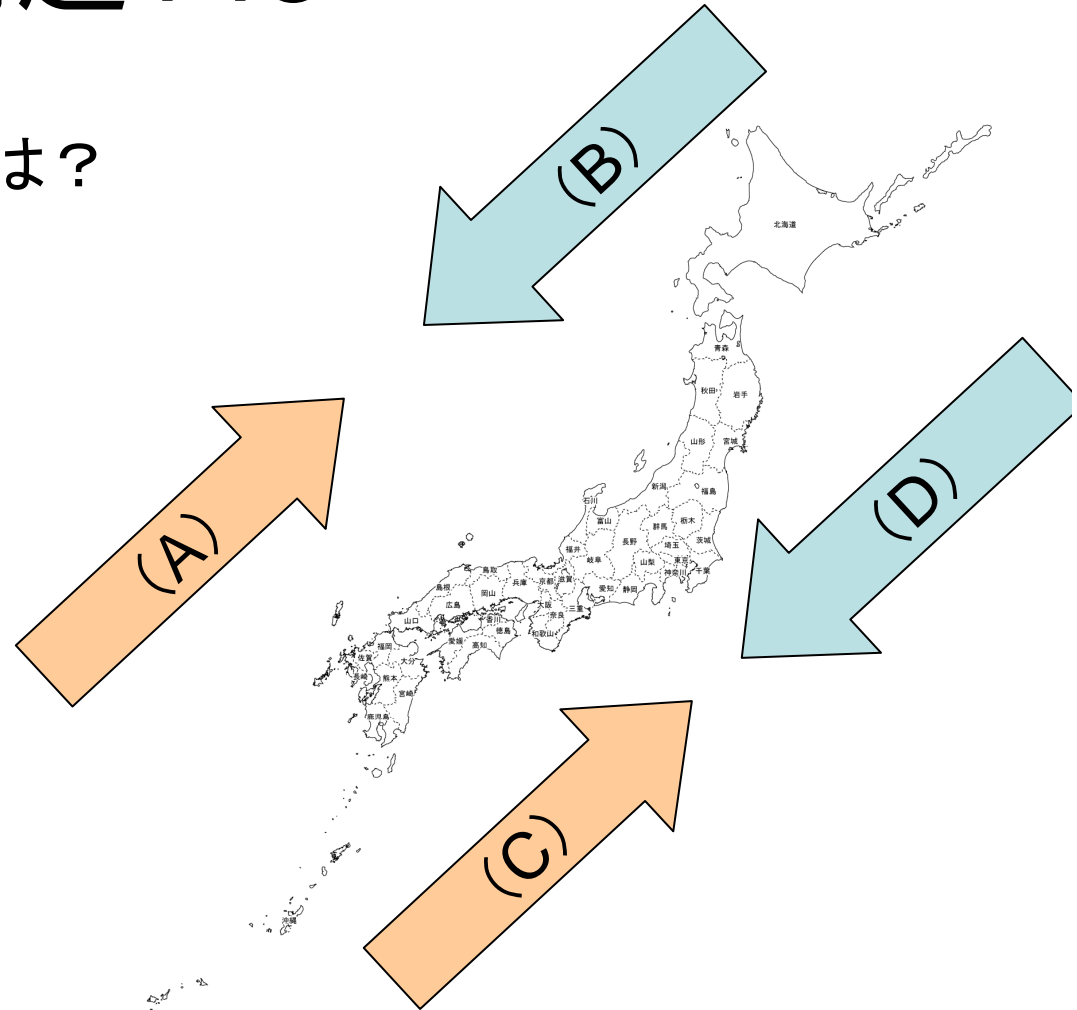 は？
(B)
北海道
青森
秋田
岩手
山形
宮城
(D)
新潟
石川
福島
富山
群馬
栃木
(A)
長野
茨城
福井
埼玉
岐阜
山梨
東京
千葉
神奈川
鳥取
兵庫
京都
滋賀
島根
岡山
愛知
静岡
広島
大阪
三重
山口
香川
奈良
徳島
和歌山
愛媛
高知
福岡
佐賀
大分
長崎
熊本
宮崎
鹿児島
(C)
沖縄